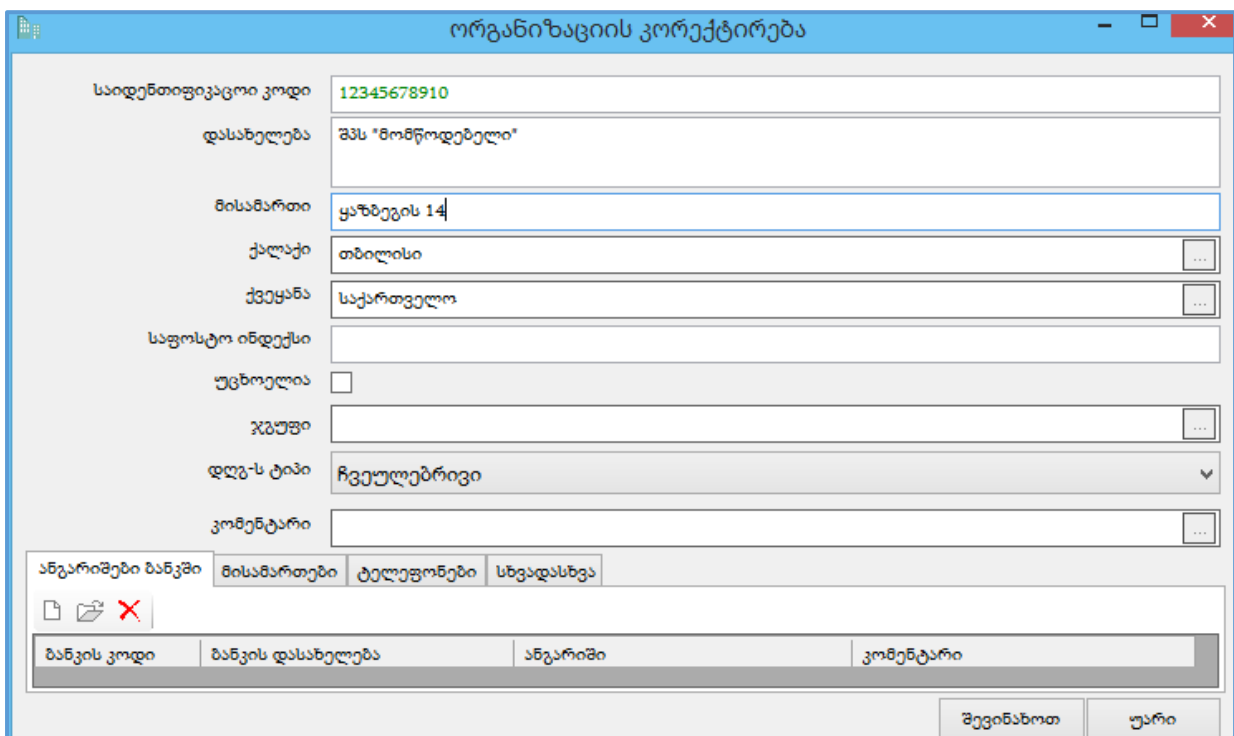 ორგანიზაციის კორექტირება
საიდენთიფიკაცოი კოდი 12345678910
დასახელება შპს "მომწოდებელი"
მისამართი ყაზბეგის 14
ქალაქი თბილისი ...
ქვეყანა საქართველო ...
საფოსტო ინდექსი
უცხოელია
ჯგუფი ...
დღგ-ს ტიპი ჩვეულებრივი
კომენტარი ...
ანგარიშები ბანკში მისამართები ტელეფონები სხვადასხვა
ბანკის კოდი ბანკის დასახელება ანგარიში კომენტარი
შევინახოთ უარი